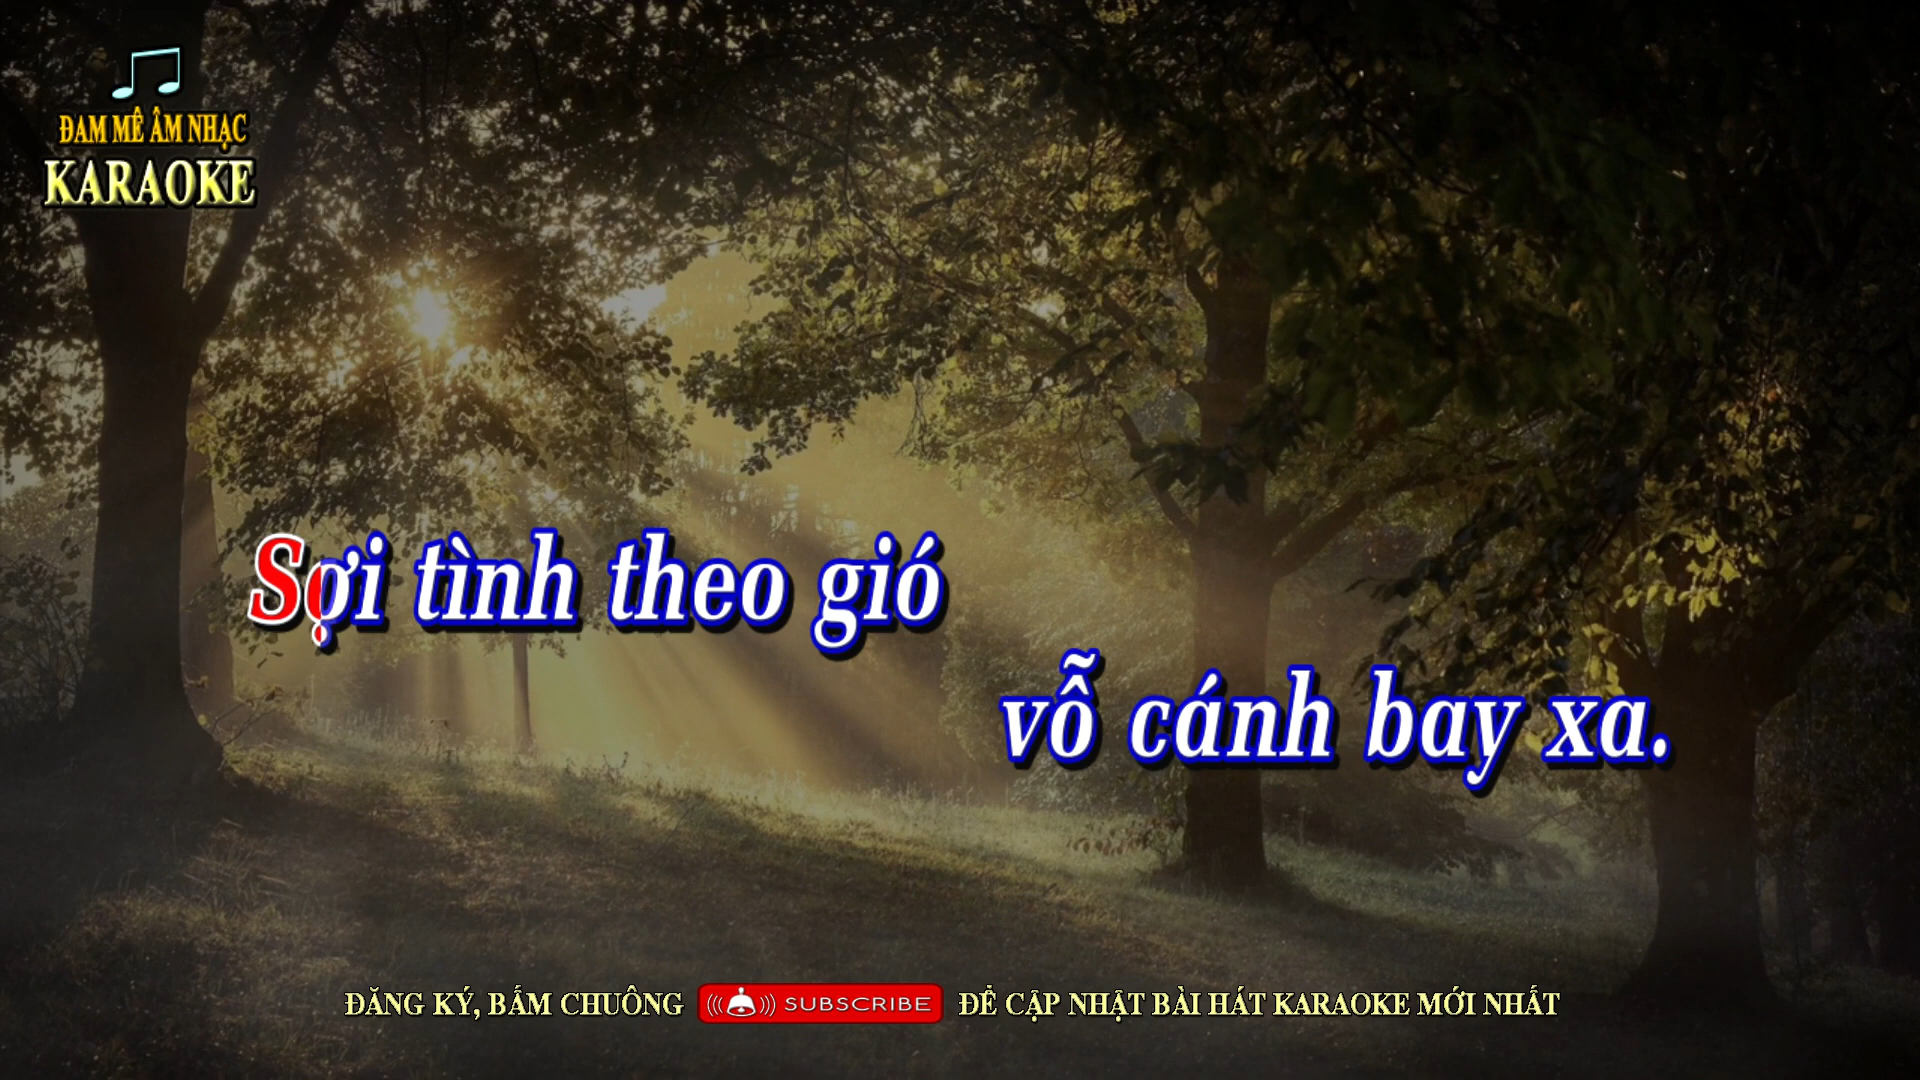 ĐAM MÊ ÂM NHẠC
KARAOKE
Sợi tình theo gió
vỗ cánh bay xa.
ĐĂNG KÝ, BẤM CHUÔNG SUBSCRIBE ĐỂ CẬP NHẬT BÀI HÁT KARAOKE MỚI NHẤT